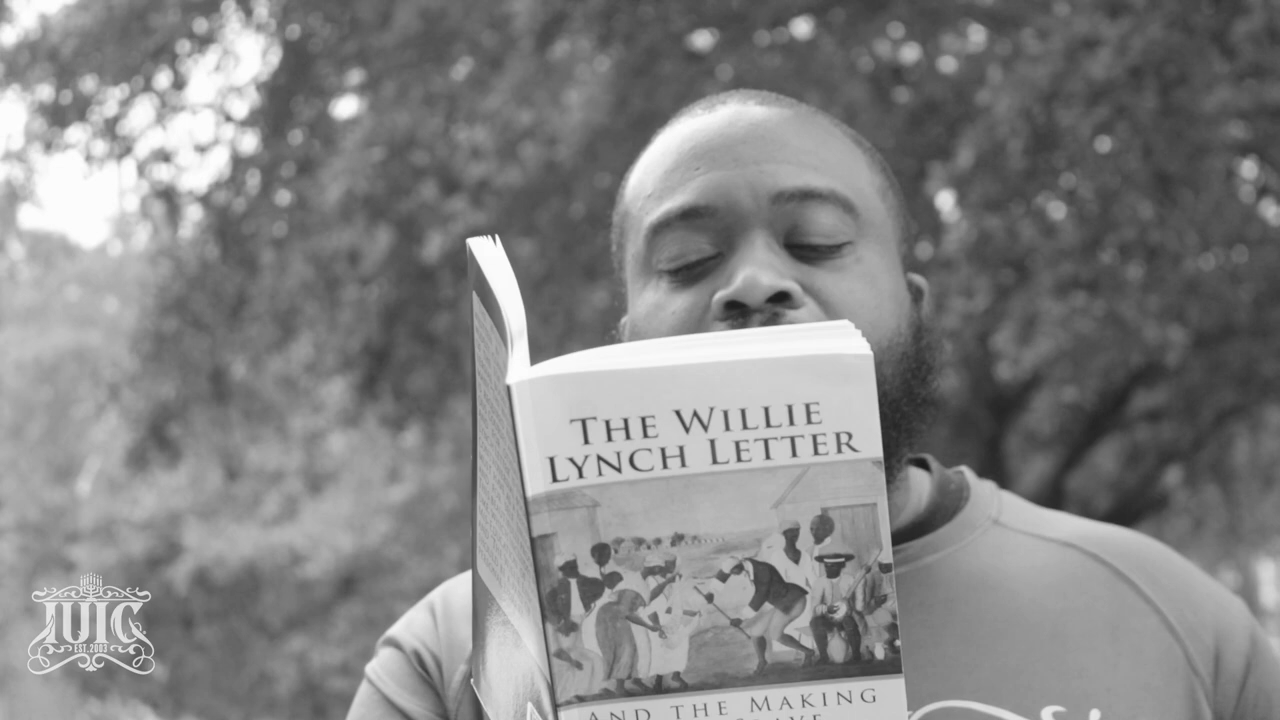 THE WILLIE
LYNCH LETTER
AND THE MAKING
IUIC
EST. 2003